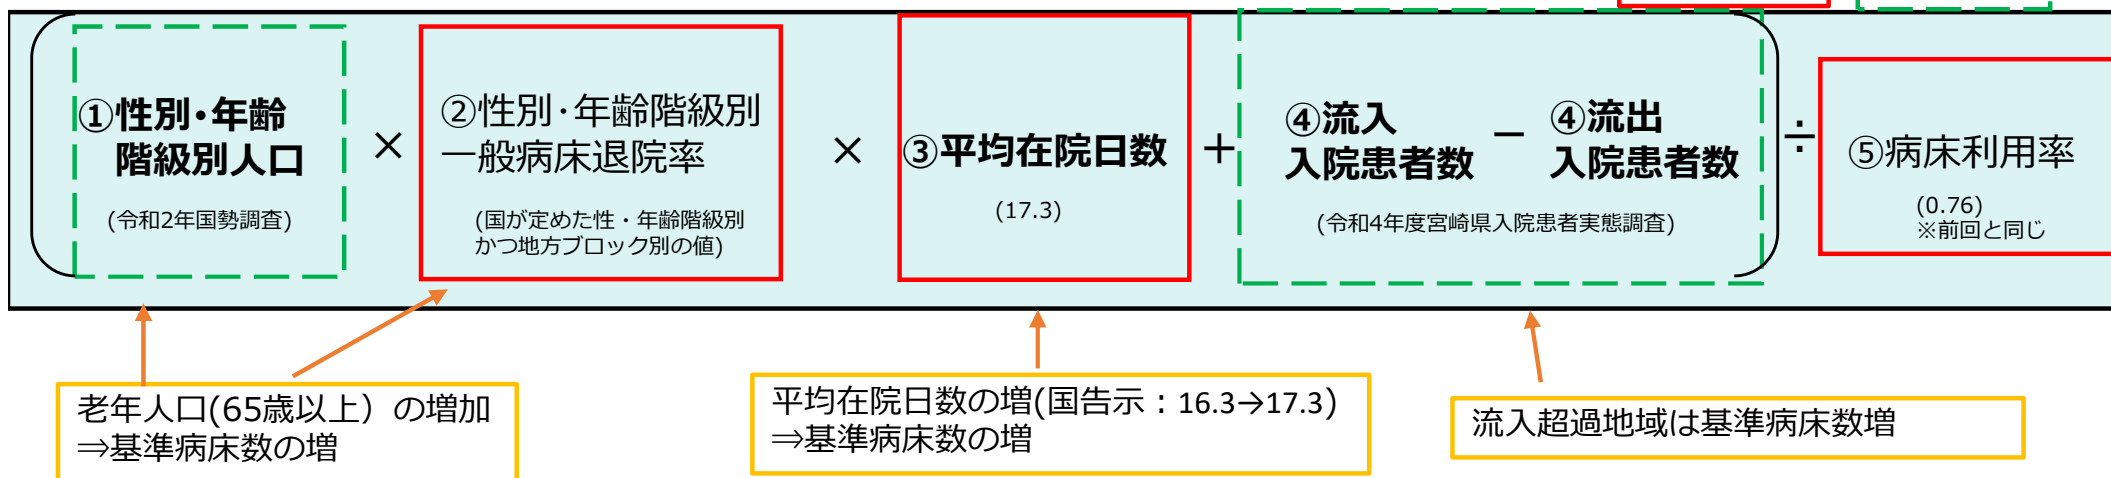 ①性別・年齢
階級別人口
(令和2年国勢調査)
×
②性別・年齢階級別
一般病床退院率
(国が定めた性・年齢階級別
かつ地方ブロック別の値)
×
③平均在院日数
(17.3)
+
④流入
入院患者数
−
④流出
入院患者数
(令和4年度宮崎県入院患者実態調査)
÷
⑤病床利用率
(0.76)
※前回と同じ
老年人口(65歳以上）の増加
⇒基準病床数の増
平均在院日数の増(国告示：16.3→17.3)
⇒基準病床数の増
流入超過地域は基準病床数増